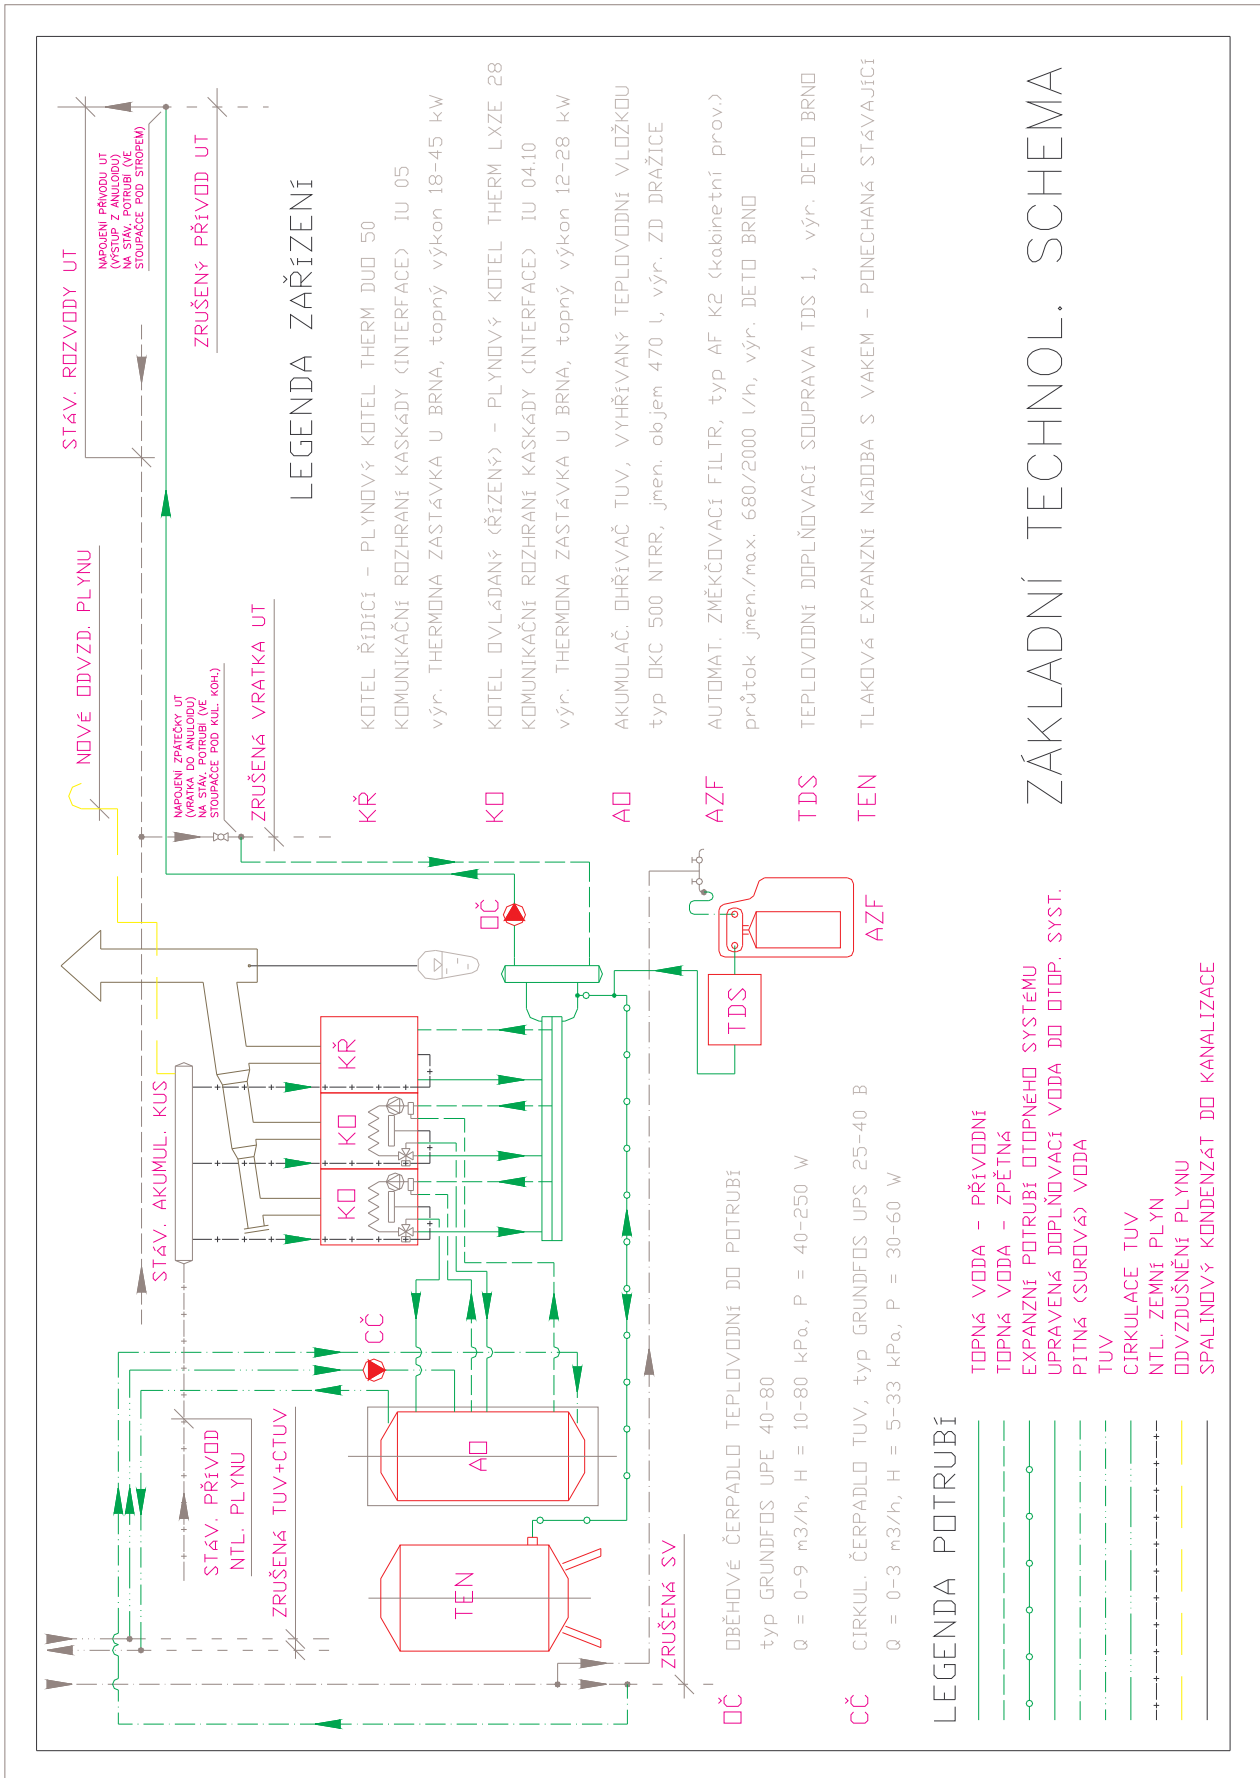 STÁV. ROZVODY UT
NAPOJENÍ PŘÍVODU UT
(VÝSTUP Z ANULOIDU)
NA STÁV. POTRUBÍ (VE
STOUPAČCE POD STROPEM)
ZRUŠENÝ PŘÍVOD UT
NOVÉ ODVZD. PLYNU
NAPOJENÍ ZPÁTEČKY UT
(VRATKA DO ANULOIDU)
NA STÁV. POTRUBÍ (VE
STOUPAČCE POD KUL. KOH.)
ZRUŠENÁ VRATKA UT
STÁV. AKUMUL. KUS
STÁV. PŘÍVOD
NTL. PLYNU
ZRUŠENÁ TUV+CTUV
KŘ
KO
KO
OČ
CČ
AO
TEN
TDS
AZF
ZRUŠENÁ SV
LEGENDA ZAŘÍZENÍ
KŘ
KOTEL ŘÍDÍCÍ - PLYNOVÝ KOTEL THERM DUO 50
KOMUNIKAČNÍ ROZHRANÍ KASKÁDY (INTERFACE) IU 05
výr. THERMONA ZASTÁVKA U BRNA, topný výkon 18-45 kW
KO
KOTEL OVLÁDANÝ (ŘÍZENÝ) - PLYNOVÝ KOTEL THERM LXZE 28
KOMUNIKAČNÍ ROZHRANÍ KASKÁDY (INTERFACE) IU 04.10
výr. THERMONA ZASTÁVKA U BRNA, topný výkon 12-28 kW
AO
AKUMULAČ. OHŘÍVAČ TUV, VYHŘÍVANÝ TEPLOVODNÍ VLOŽKOU
typ OKC 500 NTRR, jmen. objem 470 l, výr. ZD DRAŽICE
AZF
AUTOMAT. ZMĚKČOVACÍ FILTR, typ AF K2 (kabinetní prov.)
průtok jmen./max. 680/2000 l/h, výr. DETO BRNO
TDS
TEPLOVODNÍ DOPLŇOVACÍ SOUPRAVA TDS 1, výr. DETO BRNO
TEN
TLAKOVÁ EXPANZNÍ NÁDOBA S VAKEM - PONECHANÁ STÁVAJÍCÍ
OČ
OBĚHOVÉ ČERPADLO TEPLOVODNÍ DO POTRUBÍ
typ GRUNDFOS UPE 40-80
Q = 0-9 m3/h, H = 10-80 kPa, P = 40-250 W
CČ
CIRKUL. ČERPADLO TUV, typ GRUNDFOS UPS 25-40 B
Q = 0-3 m3/h, H = 5-33 kPa, P = 30-60 W
LEGENDA POTRUBÍ
TOPNÁ VODA - PŘÍVODNÍ
TOPNÁ VODA - ZPĚTNÁ
EXPANZNÍ POTRUBÍ OTOPNÉHO SYSTÉMU
UPRAVENÁ DOPLŇOVACÍ VODA DO OTOP. SYST.
PITNÁ (SUROVÁ) VODA
TUV
CIRKULACE TUV
NTL. ZEMNÍ PLYN
ODVZDUŠNĚNÍ PLYNU
SPALINOVÝ KONDENZÁT DO KANALIZACE
ZÁKLADNÍ TECHNOL. SCHEMA